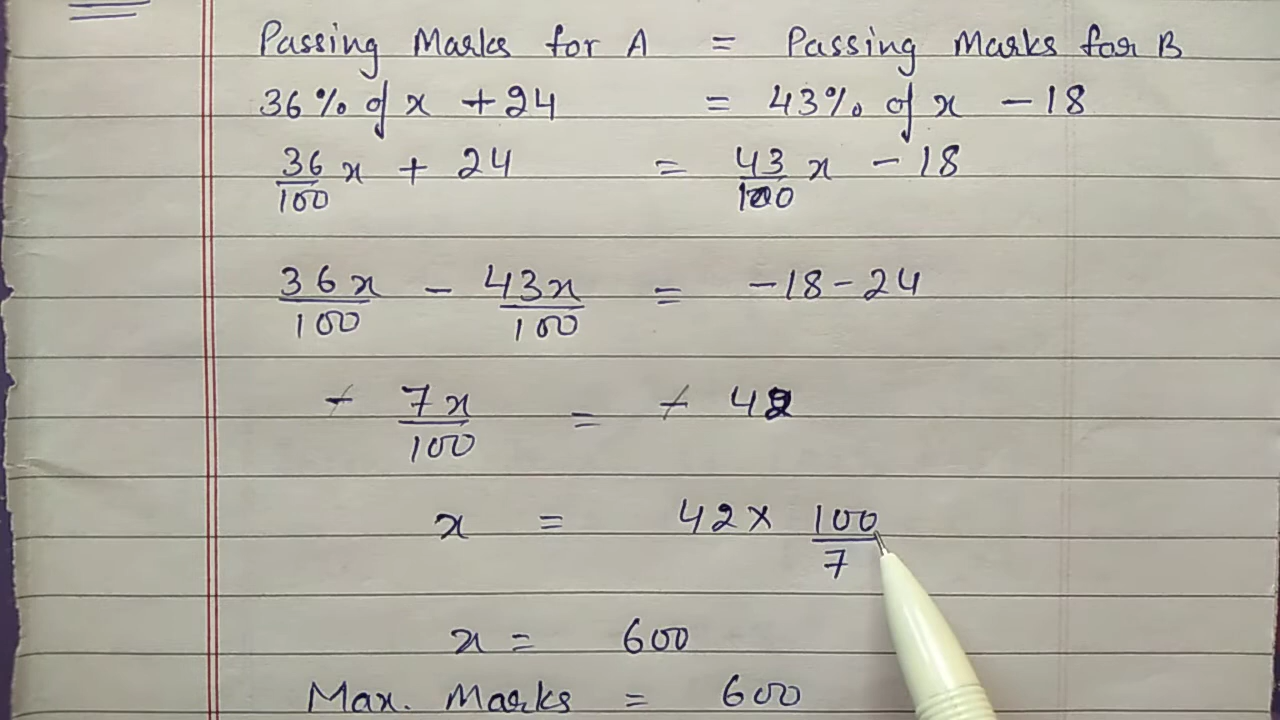 Passing Marks for A = Passing Marks for B
36% of x + 24 = 43% of x - 18
36/100 x + 24 = 43/100 x - 18
36x/100 - 43x/100 = -18-24
- 7x/100 = - 42
x = 42 x 100/7
x = 600
Max. Marks = 600